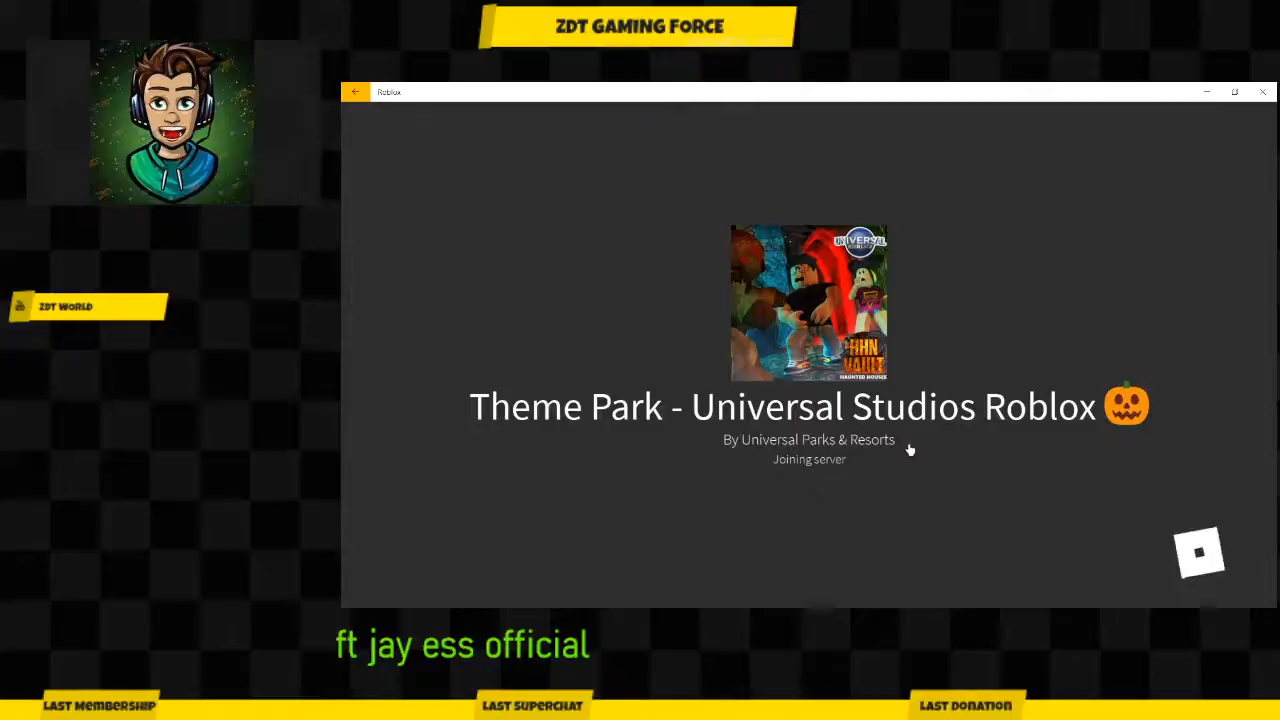 ZDT GAMING FORCE
Roblox
ZDT WORLD
UNIVERSAL
HHN
VAULT
HAUNTED HOUSES
Theme Park - Universal Studios Roblox 🎃
By Universal Parks & Resorts
Joining server
ft jay ess official
LAST MEMBERSHIP
LAST SUPERCHAT
LAST DONATION